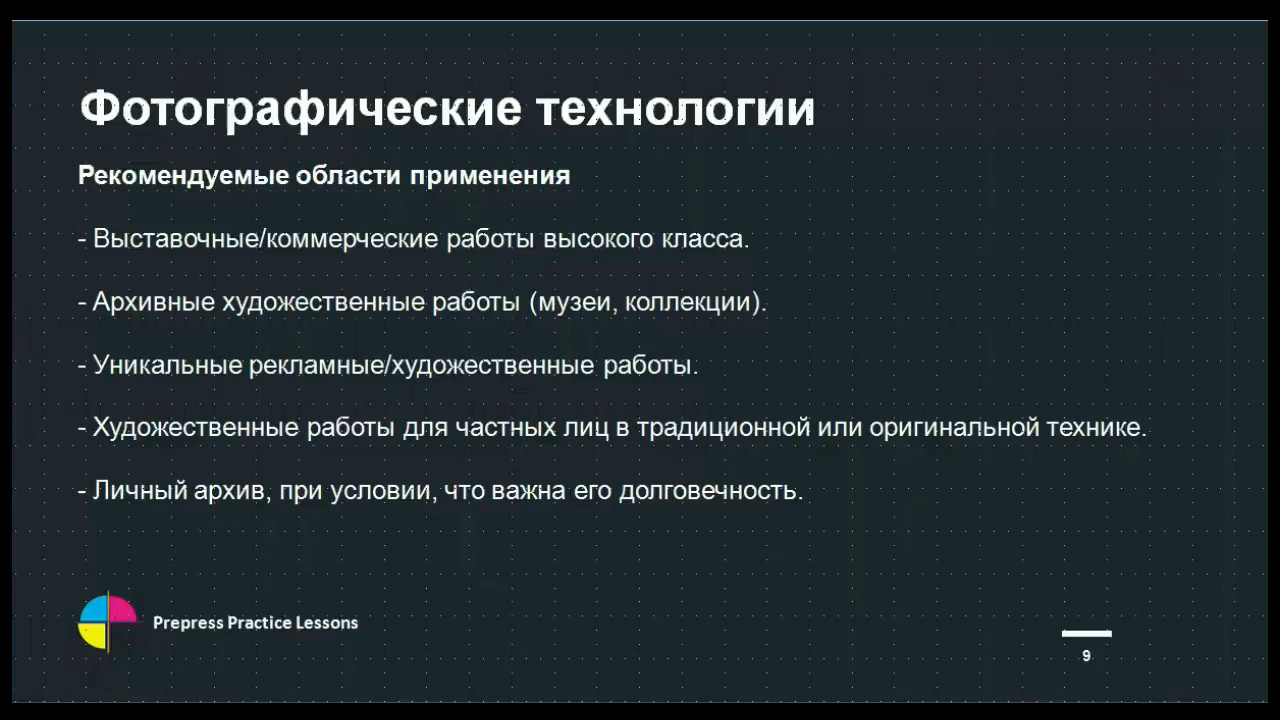 Фотографические технологии
Рекомендуемые области применения
- Выставочные/коммерческие работы высокого класса.
- Архивные художественные работы (музеи, коллекции).
- Уникальные рекламные/художественные работы.
- Художественные работы для частных лиц в традиционной или оригинальной технике.
- Личный архив, при условии, что важна его долговечность.
Prepress Practice Lessons
9